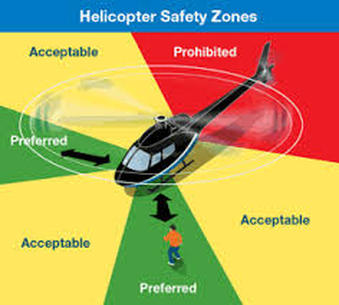 Helicopter Safety Zones
Acceptable
Prohibited
Preferred
Acceptable
Acceptable
Preferred